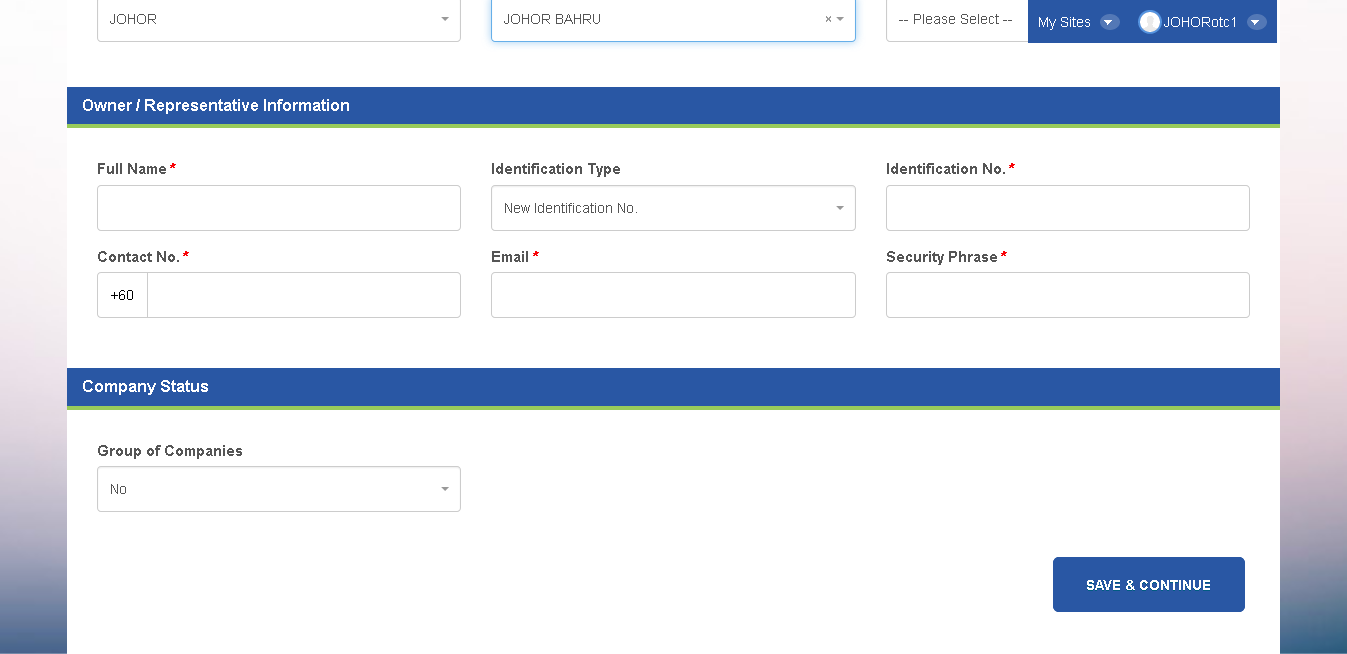 JOHOR JOHOR BAHRU × -- Please Select -- My Sites JOHORotc1
Owner / Representative Information
Full Name * Identification Type Identification No. *
New Identification No.
Contact No. * Email * Security Phrase *
+60
Company Status
Group of Companies
No
SAVE & CONTINUE